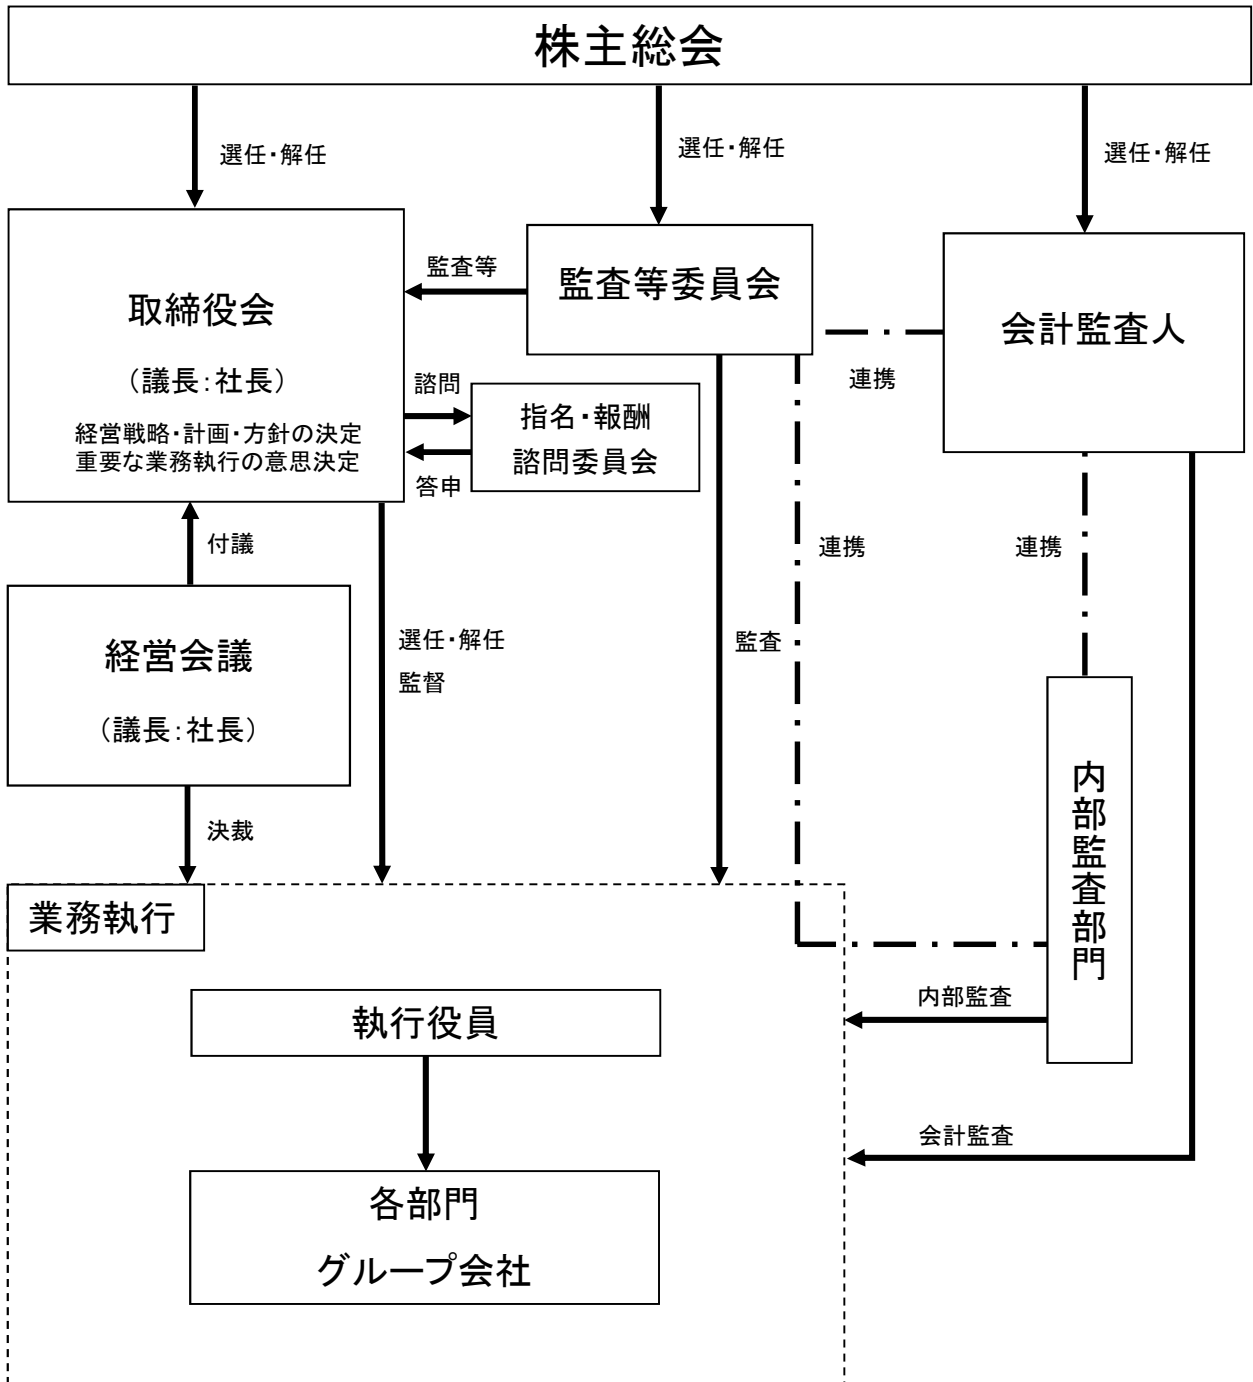 株主総会
選任・解任
選任・解任
選任・解任
取締役会
（議長：社長）
経営戦略・計画・方針の決定
重要な業務執行の意思決定
監査等
監査等委員会
会計監査人
連携
諮問
答申
指名・報酬
諮問委員会
付議
経営会議
（議長：社長）
選任・解任
監督
監査
連携
連携
決裁
内部監査部門
業務執行
執行役員
内部監査
会計監査
各部門
グループ会社